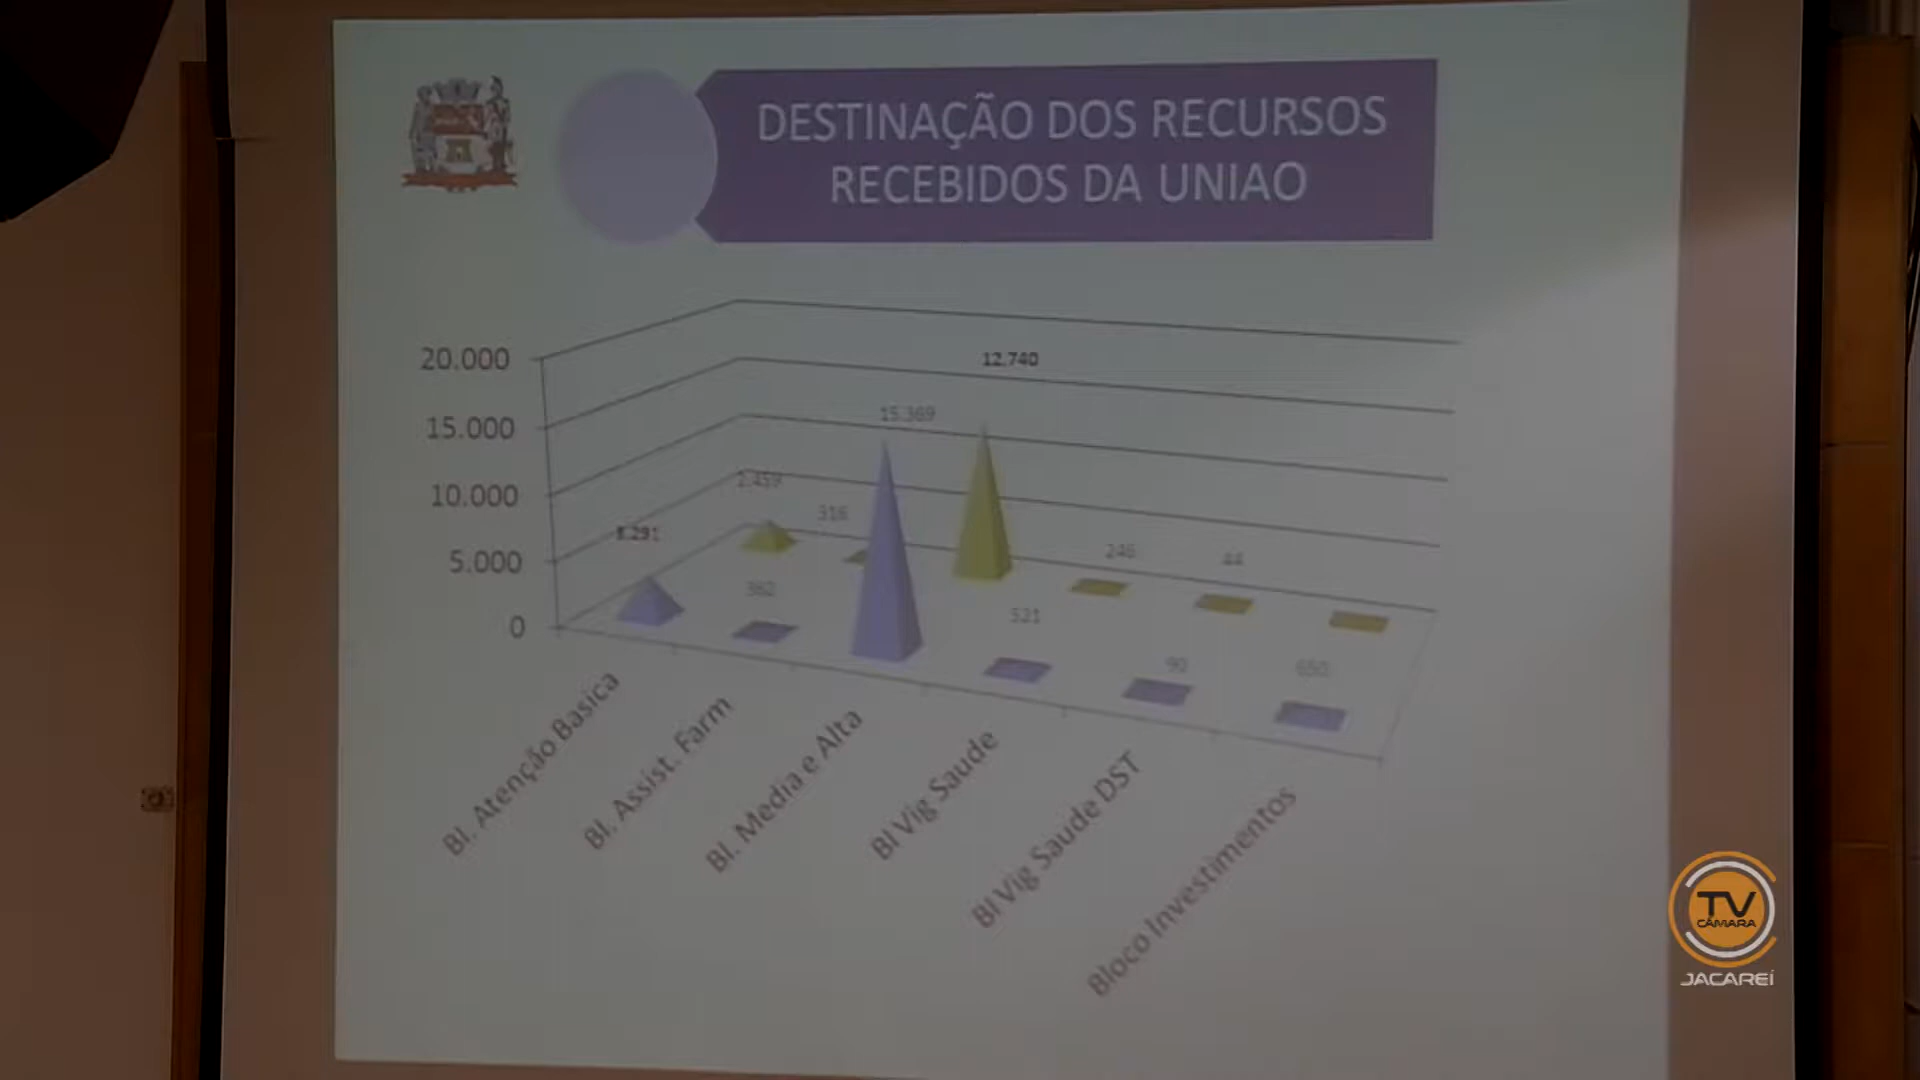 DESTINAÇÃO DOS RECURSOS
RECEBIDOS DA UNIAO
20.000
15.000
10.000
5.000
0
12.740
15.369
2.459
316
246
44
362
521
90
650
Bl. Atenção Basica
Bl. Assist. Farm
Bl. Media e Alta
Bl Vig Saude
Bl Vig Saude DST
Bloco Investimentos
TV
CÂMARA
JACAREÍ